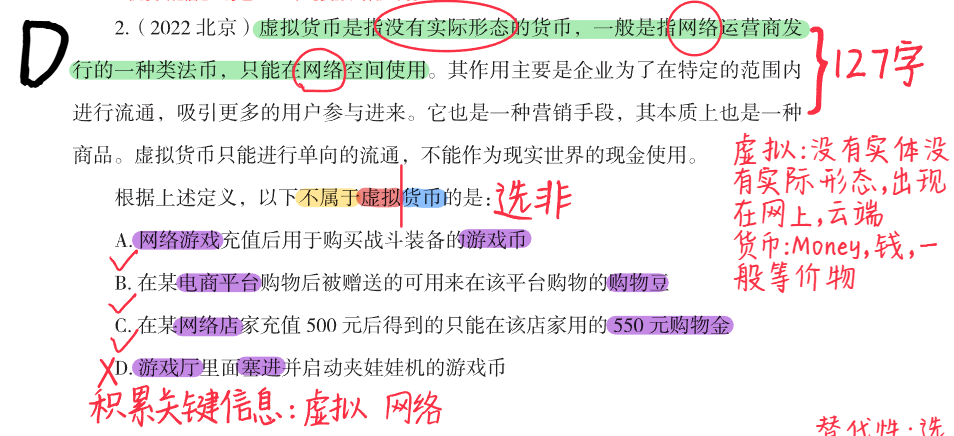 2.（2022 北京）虚拟货币是指没有实际形态的货币，一般是指网络运营商发
行的一种类法币，只能在网络空间使用。其作用主要是企业为了在特定的范围内
进行流通，吸引更多的用户参与进来。它也是一种营销手段，其本质上也是一种
商品。虚拟货币只能进行单向的流通，不能作为现实世界的现金使用。
D
127字
虚拟:没有实体没
有实际形态,出现
在网上,云端
货币:Money,钱,一
般等价物
根据上述定义，以下不属于虚拟货币的是：
选非
A. 网络游戏充值后用于购买战斗装备的游戏币
B. 在某电商平台购物后被赠送的可用来在该平台购物的购物豆
C. 在某网络店家充值 500 元后得到的只能在该店家用的 550 元购物金
D. 游戏厅里面塞进并启动夹娃娃机的游戏币
积累关键信息:虚拟 网络
替代性:选